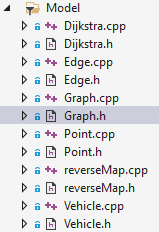 Model
Dijkstra.cpp
Dijkstra.h
Edge.cpp
Edge.h
Graph.cpp
Graph.h
Point.cpp
Point.h
reverseMap.cpp
reverseMap.h
Vehicle.cpp
Vehicle.h